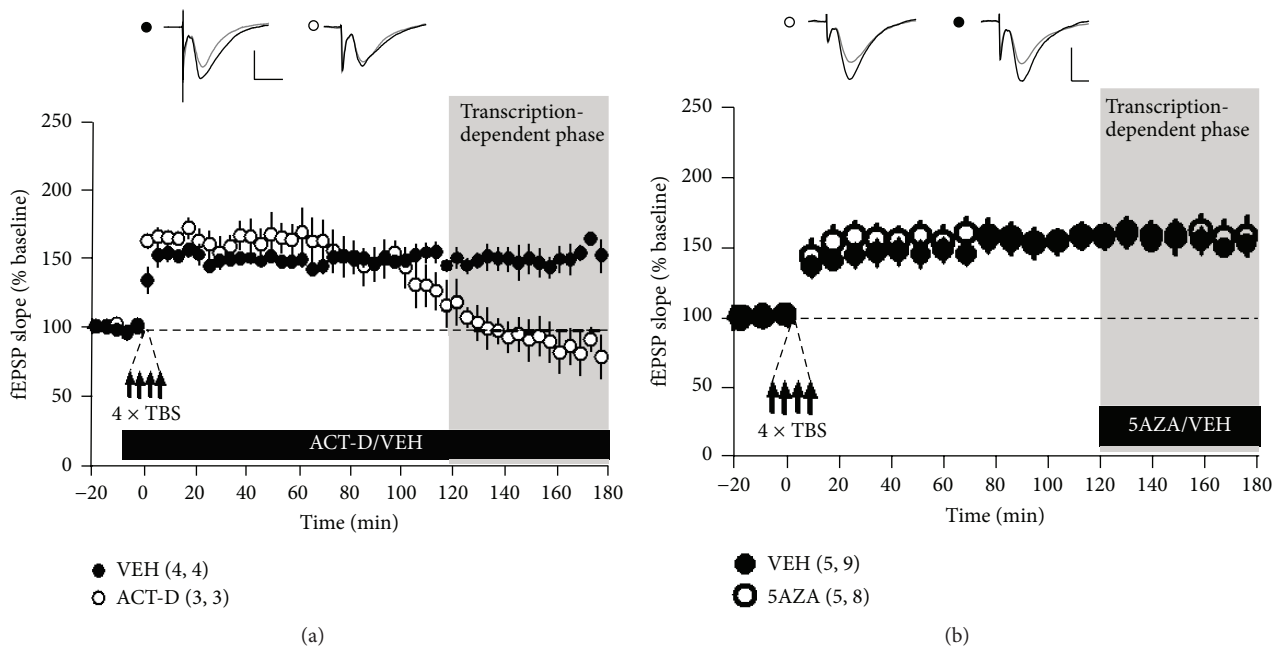 Transcription-
dependent phase
250
200
150
100
50
0
fEPSP slope (% baseline)
4 × TBS
ACT-D/VEH
−20 0 20 40 60 80 100 120 140 160 180
Time (min)
VEH (4, 4)
ACT-D (3, 3)
(a)
Transcription-
dependent phase
250
200
150
100
50
0
fEPSP slope (% baseline)
4 × TBS
5AZA/VEH
−20 0 20 40 60 80 100 120 140 160 180
Time (min)
VEH (5, 9)
5AZA (5, 8)
(b)